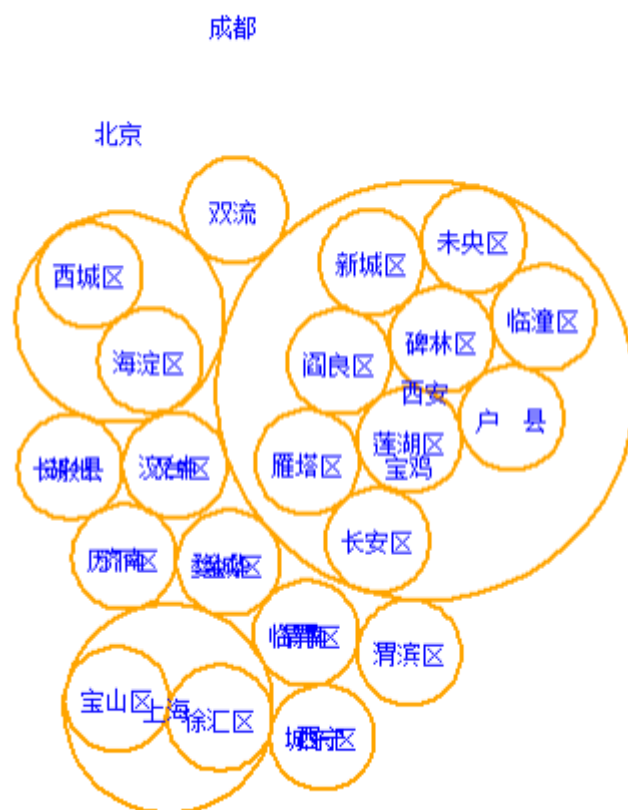 成都
北京
双流
未央区
新城区
西城区
临潼区
碑林区
海淀区
阎良区
西安
户 县
莲湖区
雁塔区
宝鸡
长安区
渭滨区
宝山区
上海
徐汇区